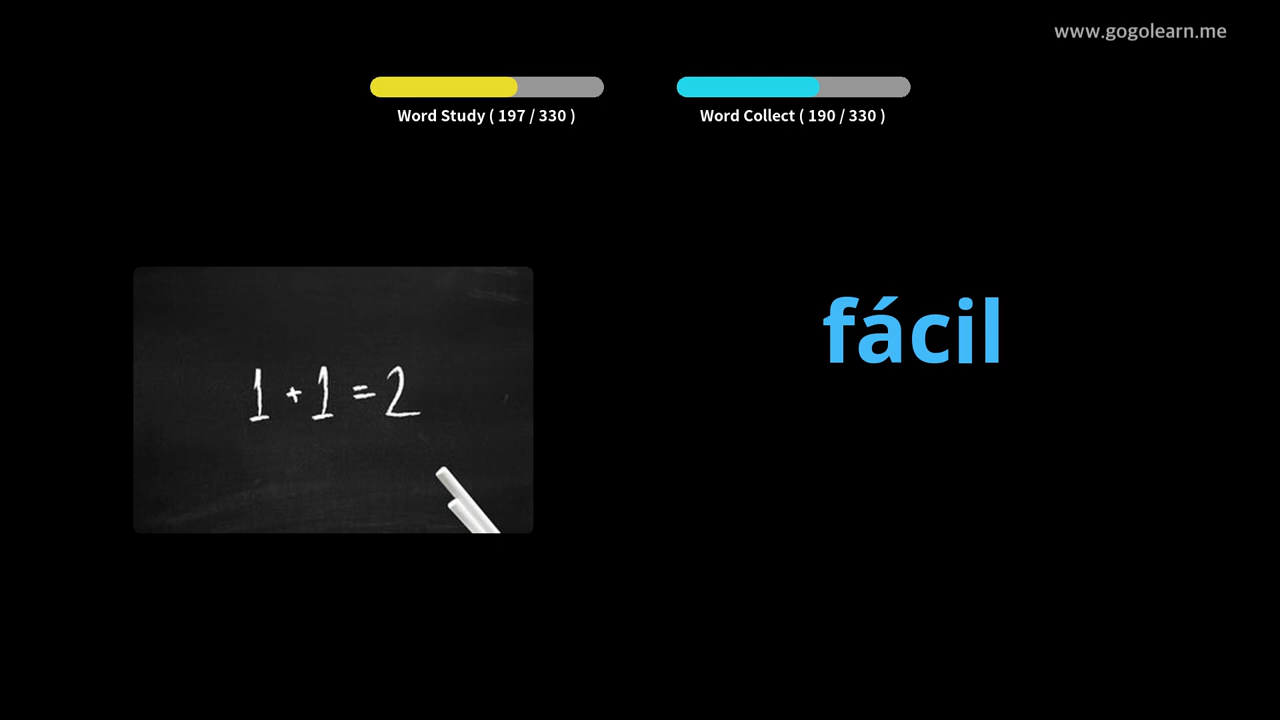 www.gogolearn.me
Word Study ( 197 / 330 )
Word Collect ( 190 / 330 )
1 + 1 = 2
fácil